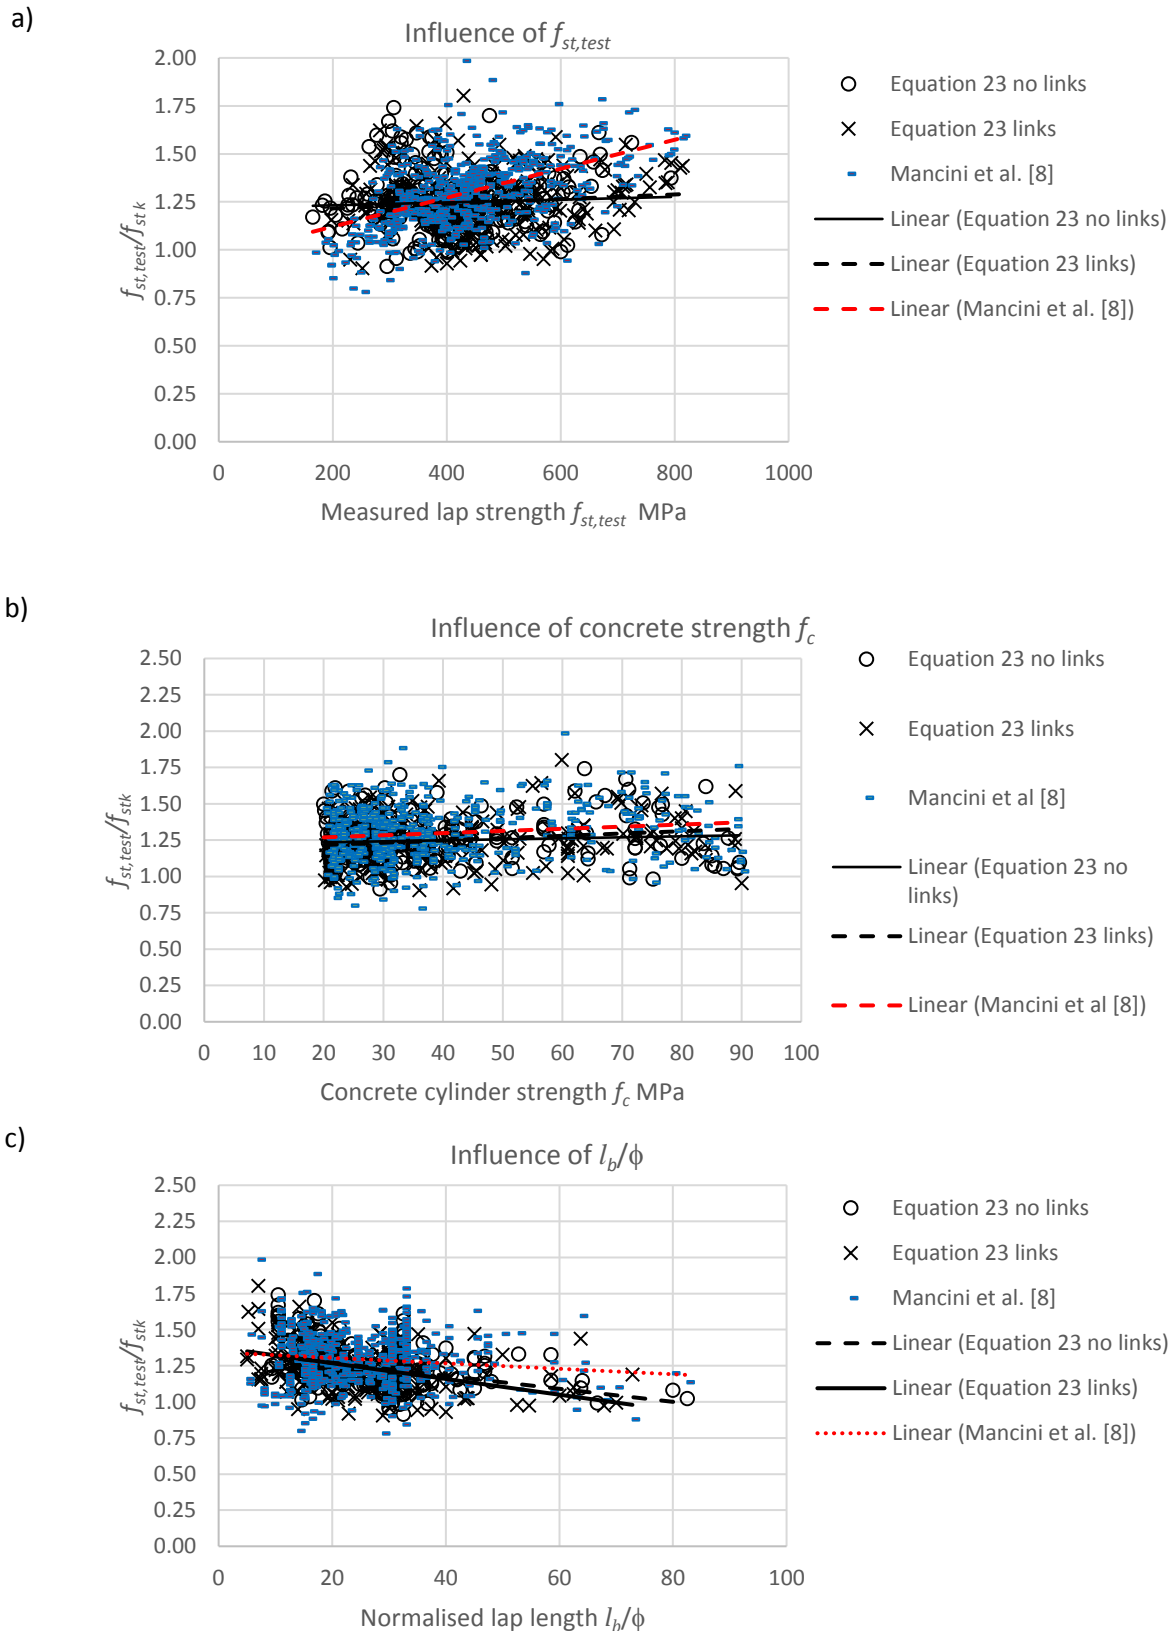 a)
Influence of fst,test
2.00
1.75
1.50
1.25
1.00
0.75
0.50
0.25
0.00
fst,test/fst k
0 200 400 600 800 1000
Measured lap strength fst,test MPa
Equation 23 no links
Equation 23 links
Mancini et al. [8]
Linear (Equation 23 no links)
Linear (Equation 23 links)
Linear (Mancini et al. [8])
b)
Influence of concrete strength fc
2.50
2.25
2.00
1.75
1.50
1.25
1.00
0.75
0.50
0.25
0.00
fst,test/fstk
0 10 20 30 40 50 60 70 80 90 100
Concrete cylinder strength fc MPa
Equation 23 no links
Equation 23 links
Mancini et al [8]
Linear (Equation 23 no
links)
Linear (Equation 23 links)
Linear (Mancini et al [8])
c)
Influence of lb/ϕ
2.50
2.25
2.00
1.75
1.50
1.25
1.00
0.75
0.50
0.25
0.00
fst,test/fstk
0 20 40 60 80 100
Normalised lap length lb/ϕ
Equation 23 no links
Equation 23 links
Mancini et al. [8]
Linear (Equation 23 no links)
Linear (Equation 23 links)
Linear (Mancini et al. [8])